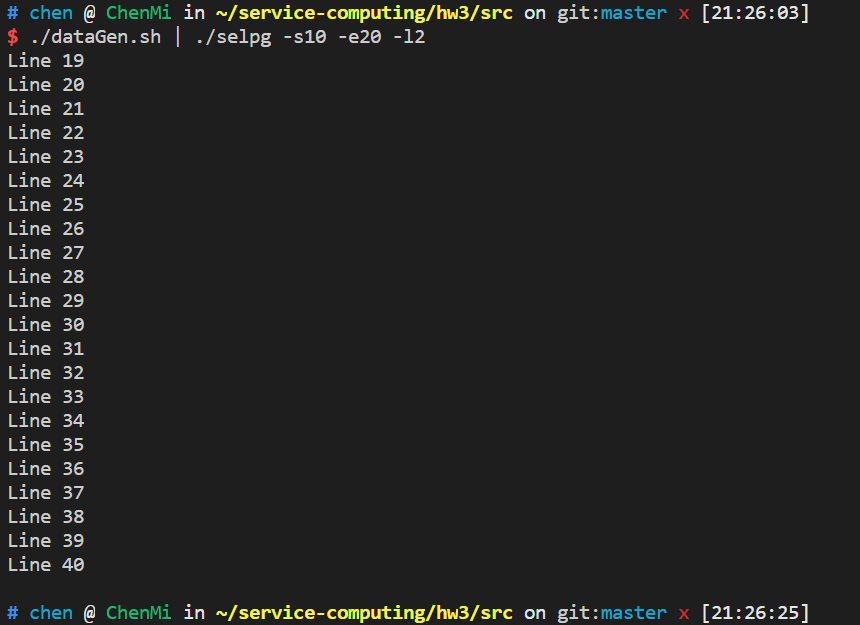 # chen @ ChenMi in ~/service-computing/hw3/src on git:master x [21:26:03]
$ ./dataGen.sh | ./selpg -s10 -e20 -l2
Line 19
Line 20
Line 21
Line 22
Line 23
Line 24
Line 25
Line 26
Line 27
Line 28
Line 29
Line 30
Line 31
Line 32
Line 33
Line 34
Line 35
Line 36
Line 37
Line 38
Line 39
Line 40
# chen @ ChenMi in ~/service-computing/hw3/src on git:master x [21:26:25]